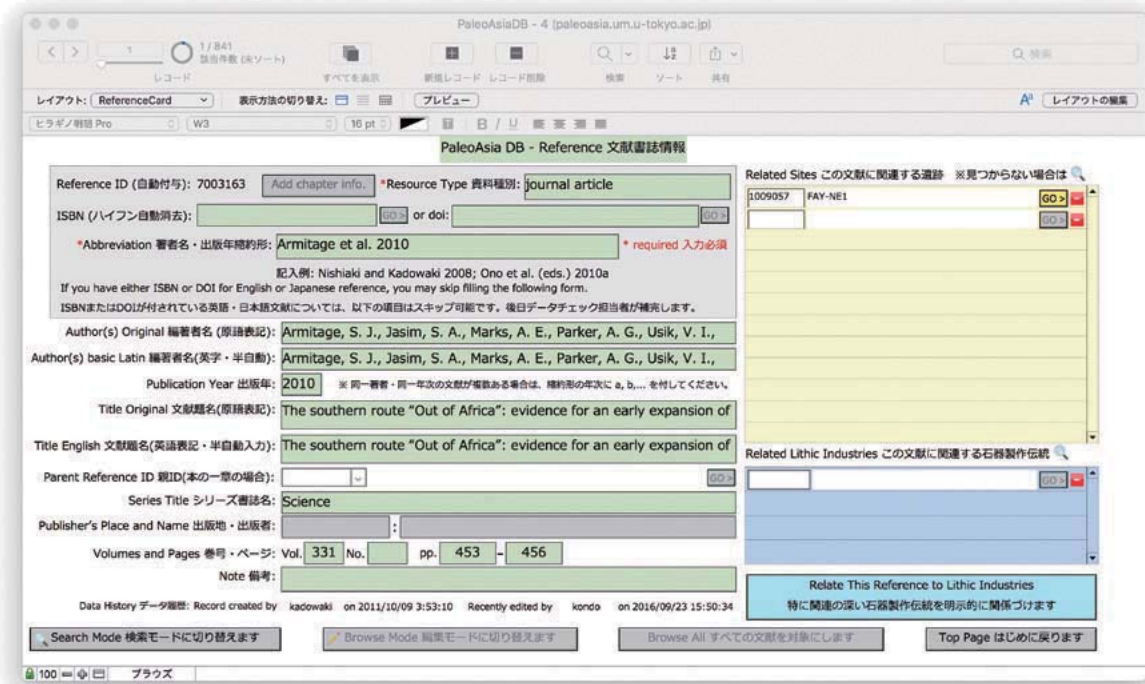 PaleoAsiaDB - 4 (paleoasia.um.u-tokyo.ac.jp)
1
1 / 841
該当件数 (未ソート)
レコード
すべてを表示
新規レコード
レコード削除
検索
ソート
共有
検索
レイアウト: ReferenceCard
表示方法の切り替え:
プレビュー
Aª
レイアウトの編集
ヒラギノ明朝 Pro
W3
16 pt
B / U
PaleoAsia DB - Reference 文献書誌情報
Reference ID (自動付与): 7003163
Add chapter info.
*Resource Type 資料種別: journal article
ISBN (ハイフン自動消去):
GO >
or doi:
GO >
*Abbreviation 著者名・出版年縮約形: Armitage et al. 2010
* required 入力必須
記入例: Nishiaki and Kadowaki 2008; Ono et al. (eds.) 2010a
If you have either ISBN or DOI for English or Japanese reference, you may skip filling the following form.
ISBNまたはDOIが付されている英語・日本語文献については、以下の項目はスキップ可能です。後日データチェック担当者が補完します。
Author(s) Original 編著者名 (原語表記): Armitage, S. J., Jasim, S. A., Marks, A. E., Parker, A. G., Usik, V. I.,
Author(s) basic Latin 編著者名(英字・半自動): Armitage, S. J., Jasim, S. A., Marks, A. E., Parker, A. G., Usik, V. I.,
Publication Year 出版年: 2010
※ 同一著者・同一年次の文献が複数ある場合は、縮約形の年次に a, b,... を付してください。
Title Original 文献題名(原語表記): The southern route "Out of Africa": evidence for an early expansion of
Title English 文献題名(英語表記・半自動入力): The southern route "Out of Africa": evidence for an early expansion of
Parent Reference ID 親ID(本の一章の場合):
GO >
Series Title シリーズ書誌名: Science
Publisher's Place and Name 出版地・出版者:
:
Volumes and Pages 巻号・ページ: Vol. 331 No. pp. 453 – 456
Note 備考:
Data History データ履歴: Record created by kadowaki on 2011/10/09 3:53:10 Recently edited by kondo on 2016/09/23 15:50:34
Related Sites この文献に関連する遺跡 ※見つからない場合は
1009057 FAY-NE1 GO >
GO >
Related Lithic Industries この文献に関連する石器製作伝統
GO >
Relate This Reference to Lithic Industries
特に関連の深い石器製作伝統を明示的に関係づけます
Search Mode 検索モードに切り替えます
Browse Mode 編集モードに切り替えます
Browse All すべての文献を対象にします
Top Page はじめに戻ります
100
ブラウズ